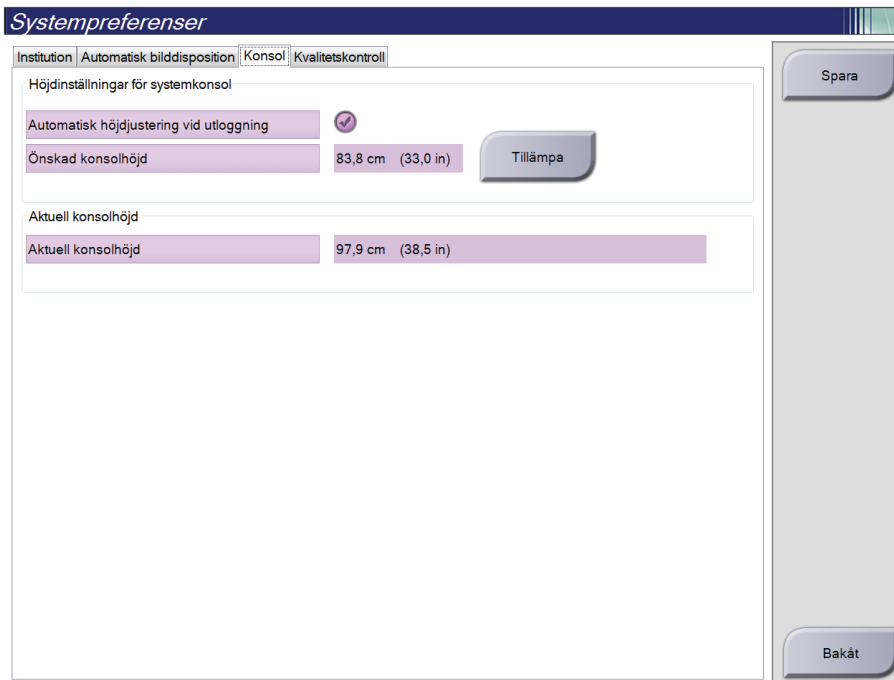 Systempreferenser
Institution Automatisk bilddisposition Konsol Kvalitetskontroll
Spara
Höjdinställningar för systemkonsol
Automatisk höjdjustering vid utloggning
Önskad konsolhöjd 83,8 cm (33,0 in) Tillämpa
Aktuell konsolhöjd
Aktuell konsolhöjd 97,9 cm (38,5 in)
Bakåt